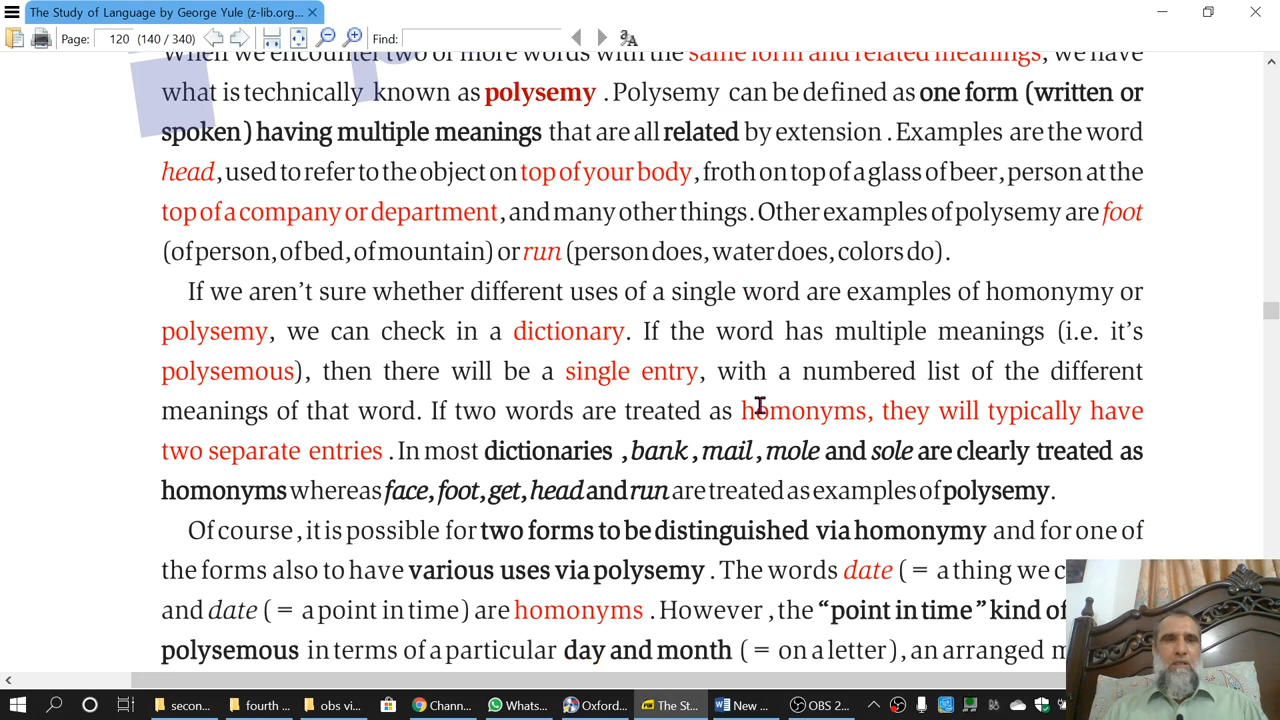 The Study of Language by George Yule (z-lib.org...
Page: 120 (140 / 340) Find:
When we encounter two or more words with the same form and related meanings, we have
what is technically known as polysemy . Polysemy can be defined as one form (written or
spoken ) having multiple meanings that are all related by extension . Examples are the word
head , used to refer to the object on top of your body , froth on top of a glass of beer, person at the
top of a company or department , and many other things. Other examples of polysemy are foot
(of person, of bed, of mountain) or run (person does, water does, colors do).
If we aren't sure whether different uses of a single word are examples of homonymy or
polysemy, we can check in a dictionary. If the word has multiple meanings (i.e. it's
polysemous), then there will be a single entry, with a numbered list of the different
meanings of that word. If two words are treated as homonyms, they will typically have
two separate entries . In most dictionaries , bank , mail , mole and sole are clearly treated as
homonyms whereas face, foot, get, head and run are treated as examples of polysemy.
Of course , it is possible for two forms to be distinguished via homonymy and for one of
the forms also to have various uses via polysemy . The words date ( = a thing we
and date ( = a point in time ) are homonyms . However , the “point in time ” kind of
polysemous in terms of a particular day and month ( = on a letter ), an arranged
secon... fourth ... obs vi... Chann... Whats... Oxford... The St... New ... OBS 2...